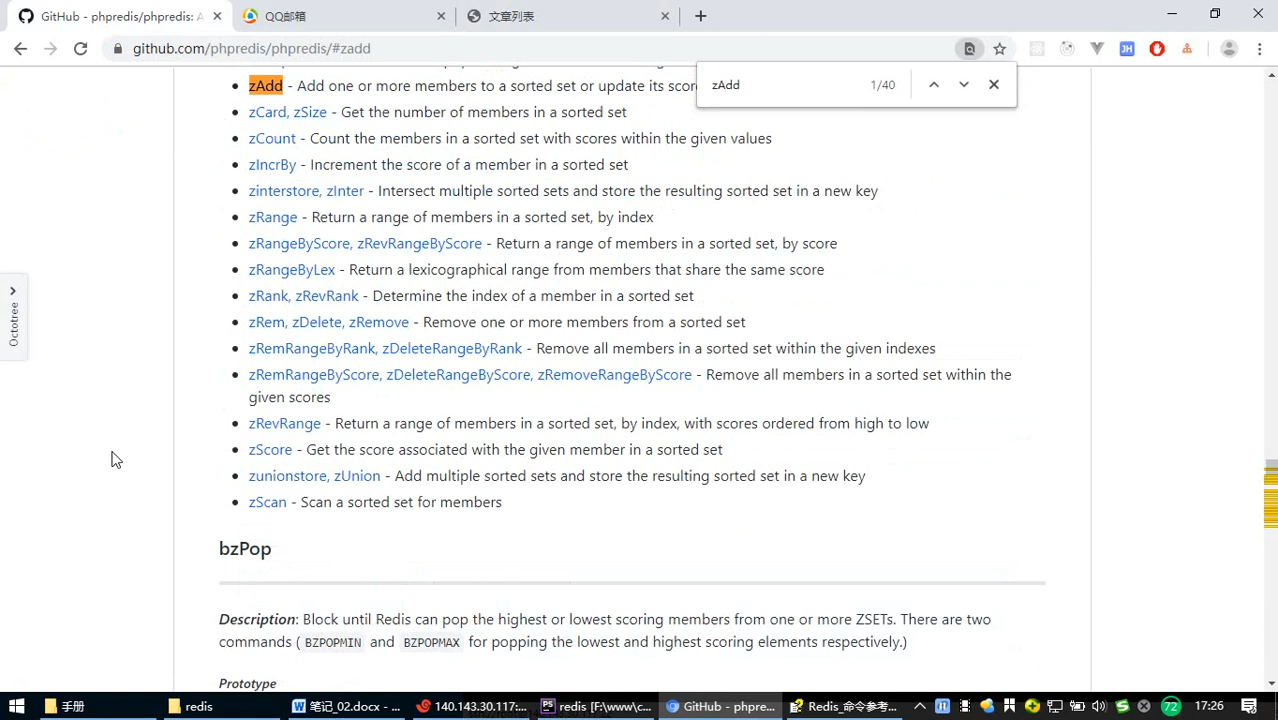 GitHub - phpredis/phpredis: A
QQ邮箱
文章列表
github.com/phpredis/phpredis/#zadd
zAdd 1/40
zAdd - Add one or more members to a sorted set or update its scor
zCard, zSize - Get the number of members in a sorted set
zCount - Count the members in a sorted set with scores within the given values
zIncrBy - Increment the score of a member in a sorted set
zinterstore, zInter - Intersect multiple sorted sets and store the resulting sorted set in a new key
zRange - Return a range of members in a sorted set, by index
zRangeByScore, zRevRangeByScore - Return a range of members in a sorted set, by score
zRangeByLex - Return a lexicographical range from members that share the same score
zRank, zRevRank - Determine the index of a member in a sorted set
zRem, zDelete, zRemove - Remove one or more members from a sorted set
zRemRangeByRank, zDeleteRangeByRank - Remove all members in a sorted set within the given indexes
zRemRangeByScore, zDeleteRangeByScore, zRemoveRangeByScore - Remove all members in a sorted set within the
given scores
zRevRange - Return a range of members in a sorted set, by index, with scores ordered from high to low
zScore - Get the score associated with the given member in a sorted set
zunionstore, zUnion - Add multiple sorted sets and store the resulting sorted set in a new key
zScan - Scan a sorted set for members
Octotree
bzPop
Description: Block until Redis can pop the highest or lowest scoring members from one or more ZSETs. There are two
commands ( BZPOPMIN and BZPOPMAX for popping the lowest and highest scoring elements respectively.)
Prototype
手册
redis
笔记_02.docx - ...
140.143.30.117:...
redis [F:\www\c...
GitHub - phpre...
Redis_命令参考...
72
17:26